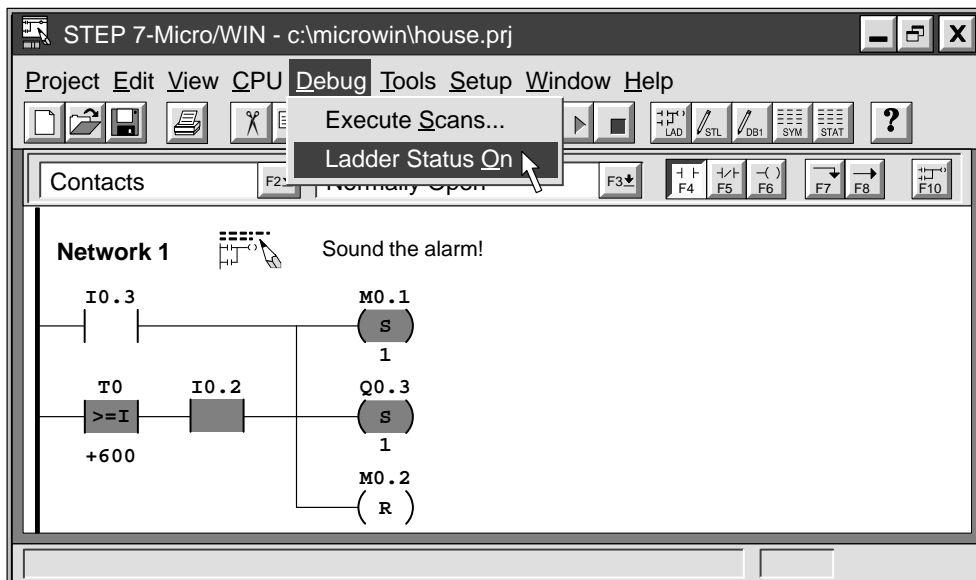 STEP 7-Micro/WIN - c:\microwin\house.prj
Project Edit View CPU Debug Tools Setup Window Help
Execute Scans...
Ladder Status On
LAD STL DB1 SYM STAT ?
Contacts F2 Normally Open F3 F4 F5 F6 F7 F8 F10
Network 1 Sound the alarm!
I0.3 M0.1
S
1
T0 I0.2 Q0.3
>=I S
+600 1
M0.2
R